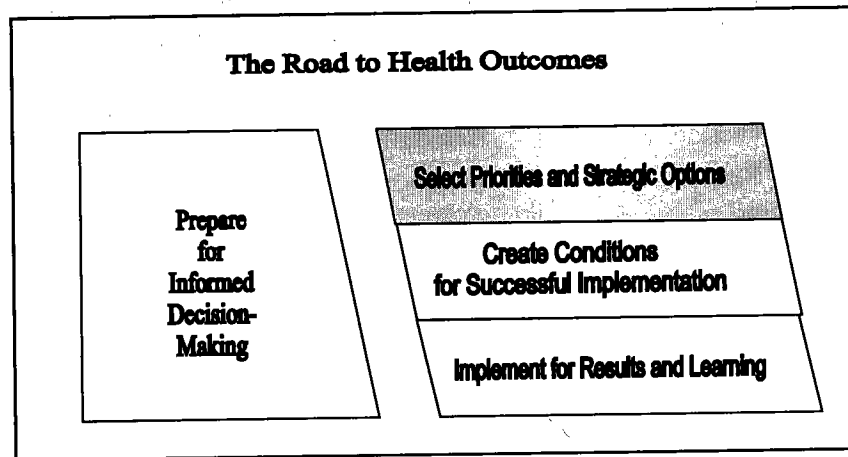 The Road to Health Outcomes
Prepare
for
Informed
Decision-
Making
Select Priorities and Strategic Options
Create Conditions
for Successful Implementation
Implement for Results and Learning